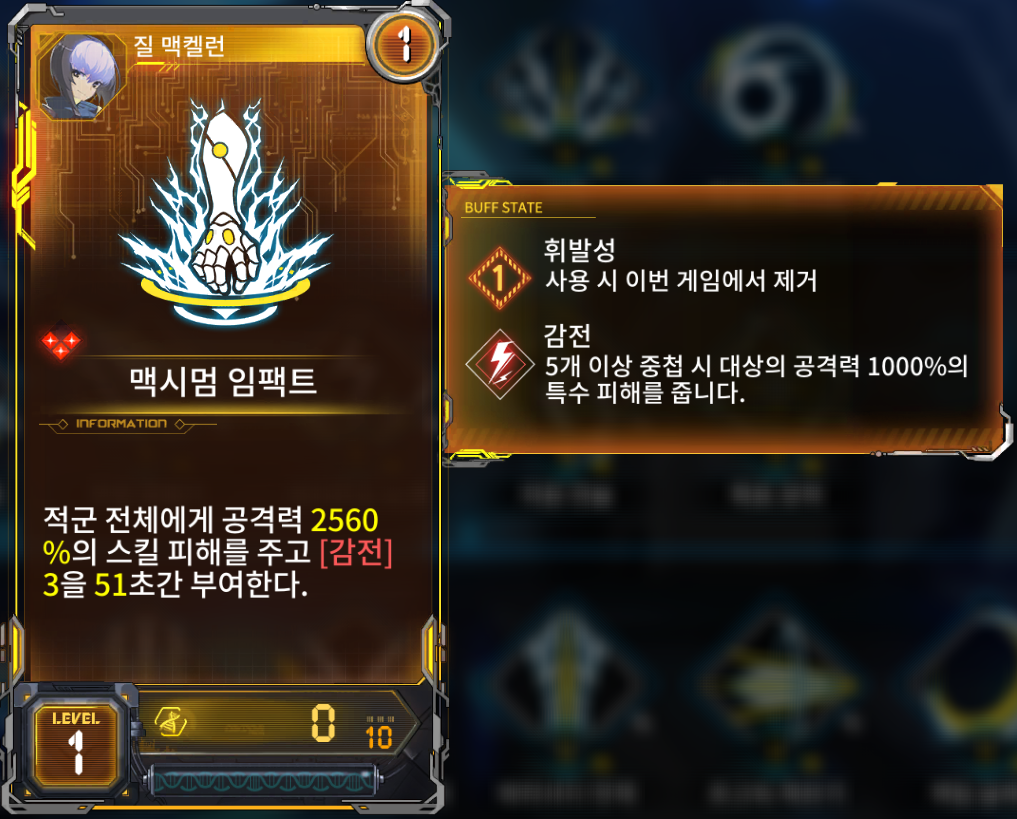 질 맥켈런
1
맥시멈 임팩트
INFORMATION
적군 전체에게 공격력 2560
%의 스킬 피해를 주고 [감전]
3을 51초간 부여한다.
LEVEL
1
0
10
BUFF STATE
1
휘발성
사용 시 이번 게임에서 제거
감전
5개 이상 중첩 시 대상의 공격력 1000%의
특수 피해를 줍니다.